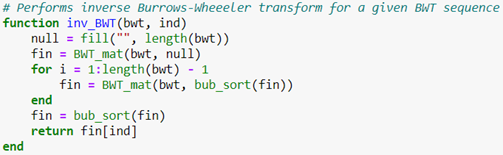 # Performs inverse Burrows-Wheeeler transform for a given BWT sequence
function inv_BWT(bwt, ind)
    null = fill("", length(bwt))
    fin = BWT_mat(bwt, null)
    for i = 1:length(bwt) - 1
        fin = BWT_mat(bwt, bub_sort(fin))
    end
    fin = bub_sort(fin)
    return fin[ind]
end